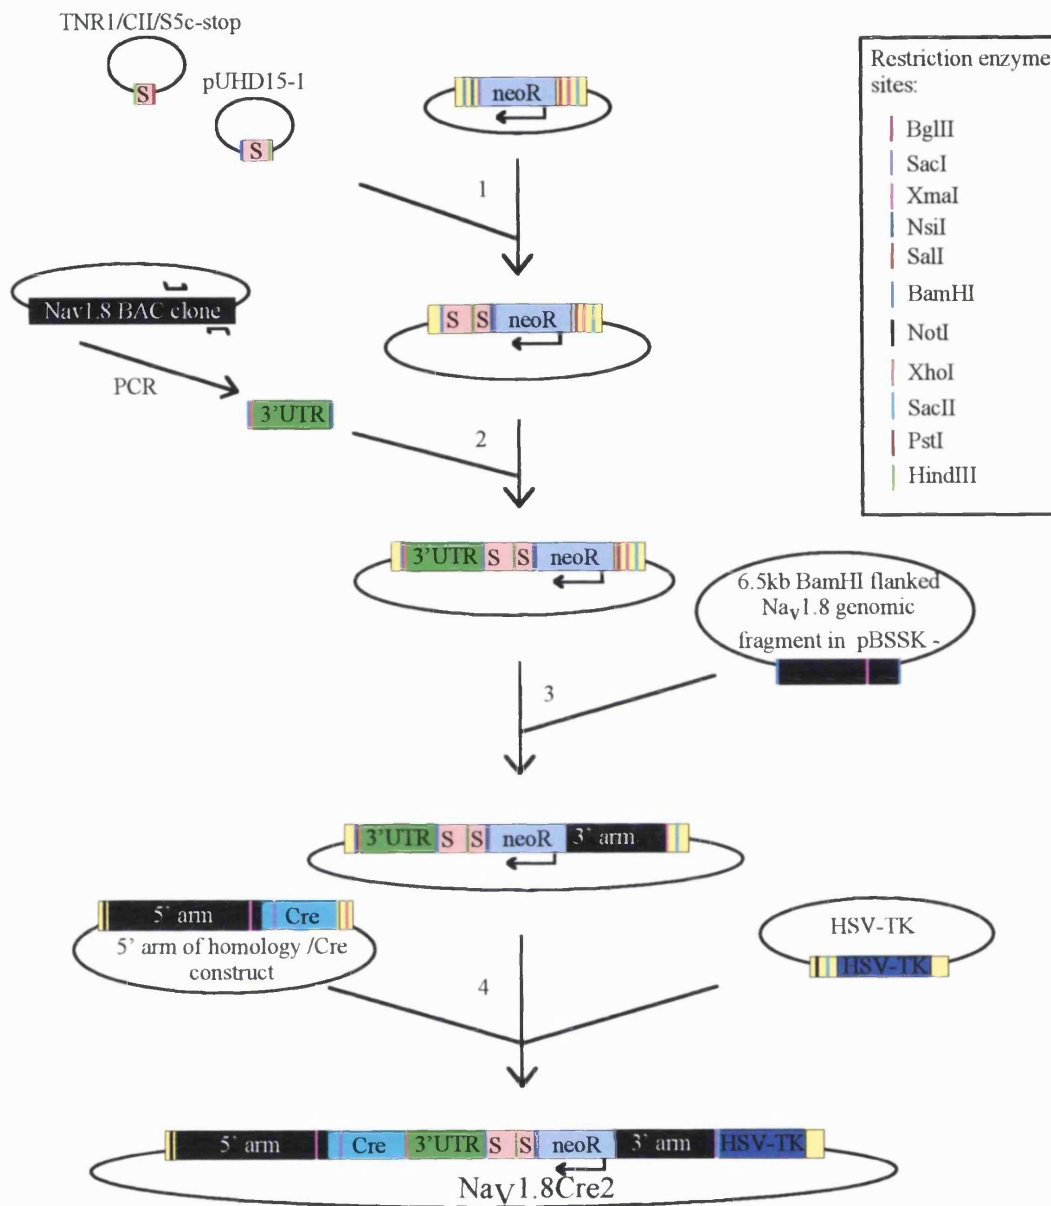 TNR1/CII/S5c-stop
S
pUHD15-1
S
neoR
Restriction enzyme
sites:
BglII
SacI
XmaI
NsiI
SalI
BamHI
NotI
XhoI
SacII
PstI
HindIII
1
Nav1.8 BAC clone
PCR
S S neoR
3'UTR
2
3'UTR S S neoR
6.5kb BamHI flanked
NaV1.8 genomic
fragment in pBSSK -
3
3'UTR S S neoR 3' arm
5' arm Cre
5' arm of homology /Cre
construct
HSV-TK
HSV-TK
4
5' arm Cre 3'UTR S S neoR 3' arm HSV-TK
NaV1.8Cre2